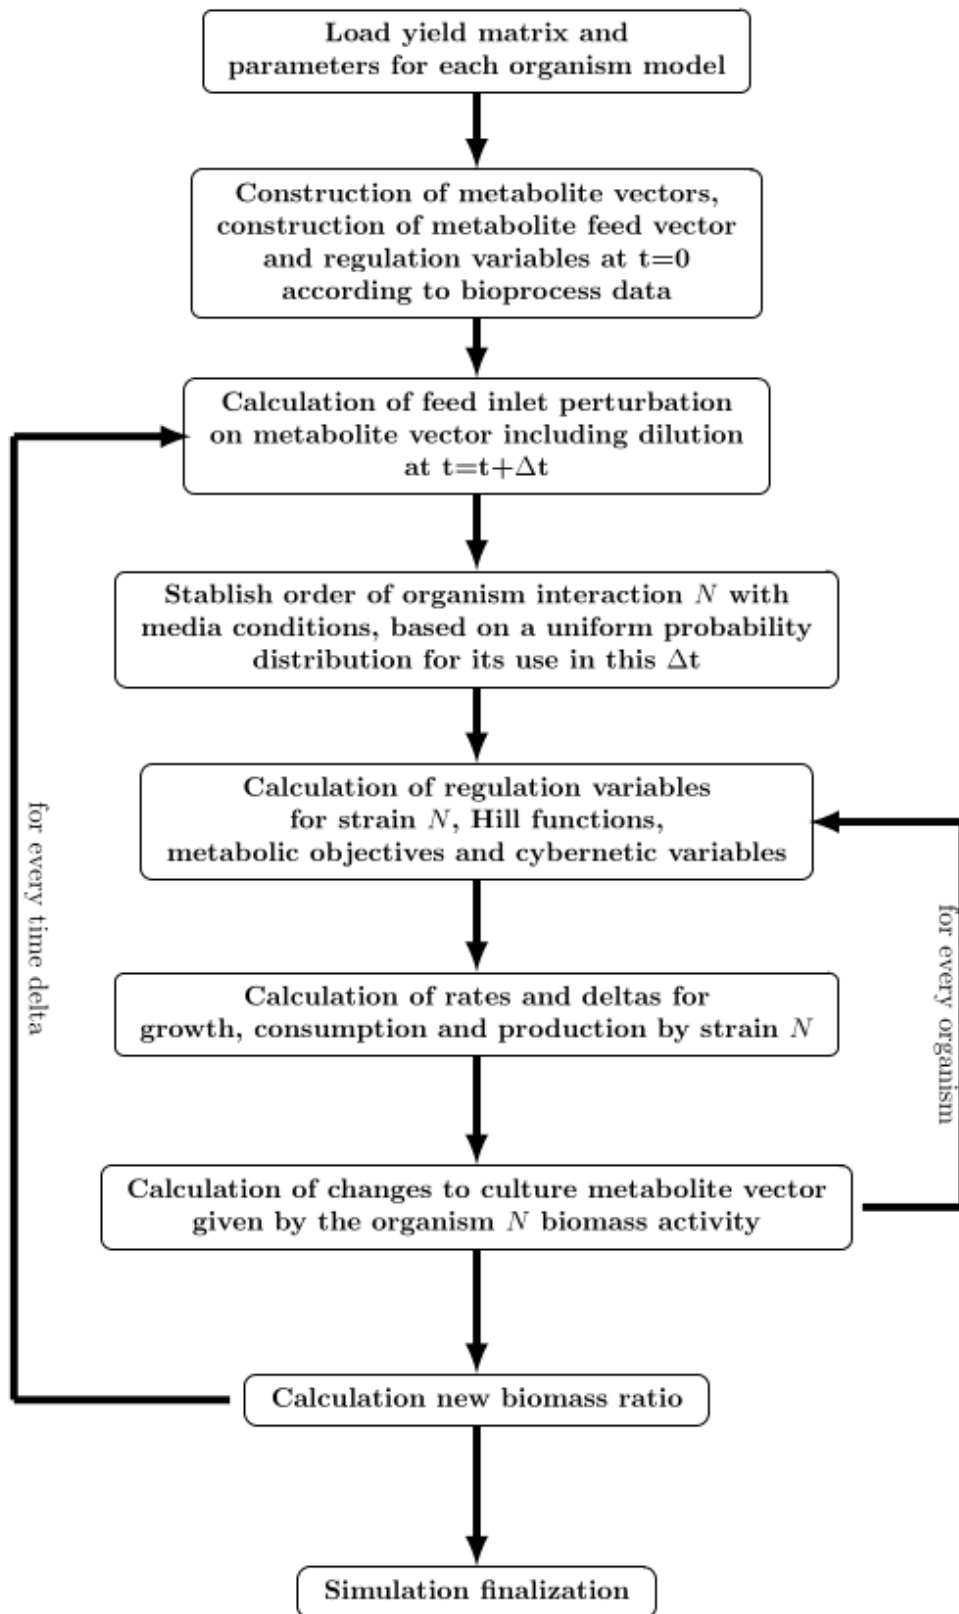 Load yield matrix and
parameters for each organism model
Construction of metabolite vectors,
construction of metabolite feed vector
and regulation variables at t=0
according to bioprocess data
Calculation of feed inlet perturbation
on metabolite vector including dilution
at t=t+Δt
Stablish order of organism interaction N with
media conditions, based on a uniform probability
distribution for its use in this Δt
Calculation of regulation variables
for strain N, Hill functions,
metabolic objectives and cybernetic variables
Calculation of rates and deltas for
growth, consumption and production by strain N
Calculation of changes to culture metabolite vector
given by the organism N biomass activity
Calculation new biomass ratio
Simulation finalization
for every time delta
for every organism